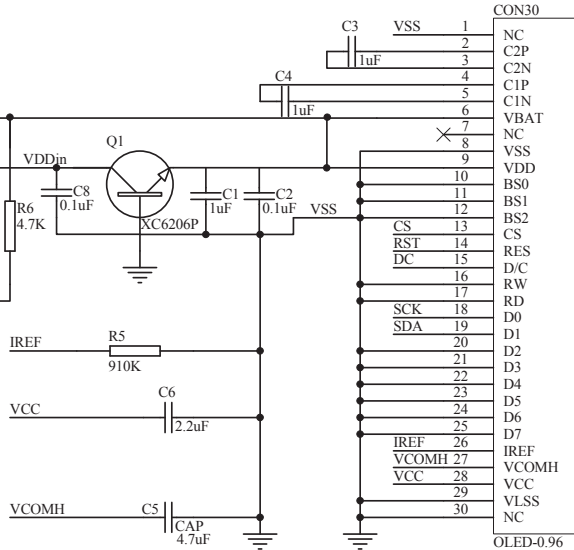 CON30
VSS 1 NC
2 C2P
C3
1uF
3 C2N
4 C1P
C4
1uF
5 C1N
6 VBAT
7 NC
8 VSS
Q1
VDDin
9 VDD
10 BS0
C8
0.1uF
C1
1uF
C2
0.1uF
11 BS1
R6
4.7K
XC6206P
VSS
12 BS2
CS 13 CS
RST 14 RES
DC 15 D/C
16 RW
17 RD
SCK 18 D0
SDA 19 D1
IREF
R5
910K
20 D2
21 D3
22 D4
23 D5
VCC
C6
2.2uF
24 D6
25 D7
IREF 26 IREF
VCOMH 27 VCOMH
VCC 28 VCC
29 VLSS
VCOMH
C5
CAP
4.7uF
30 NC
OLED-0.96